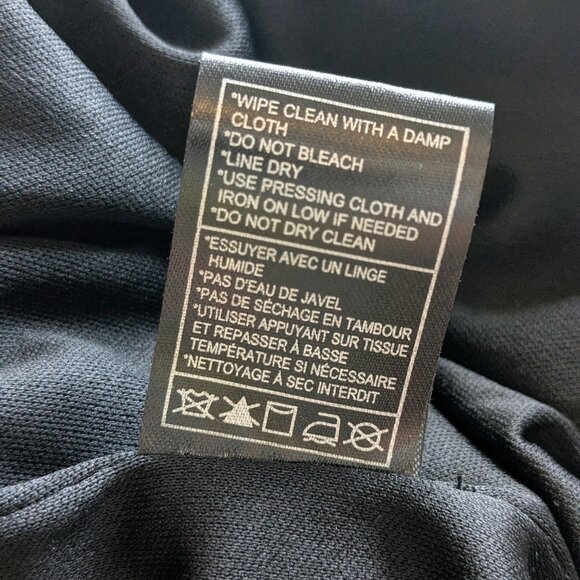 *WIPE CLEAN WITH A DAMP
CLOTH
*DO NOT BLEACH
*LINE DRY
*USE PRESSING CLOTH AND
IRON ON LOW IF NEEDED
*DO NOT DRY CLEAN
*ESSUYER AVEC UN LINGE
HUMIDE
*PAS D'EAU DE JAVEL
*PAS DE SÉCHAGE EN TAMBOUR
*UTILISER APPUYANT SUR TISSUE
ET REPASSER À BASSE
TEMPÉRATURE SI NÉCESSAIRE
*NETTOYAGE À SEC INTERDIT